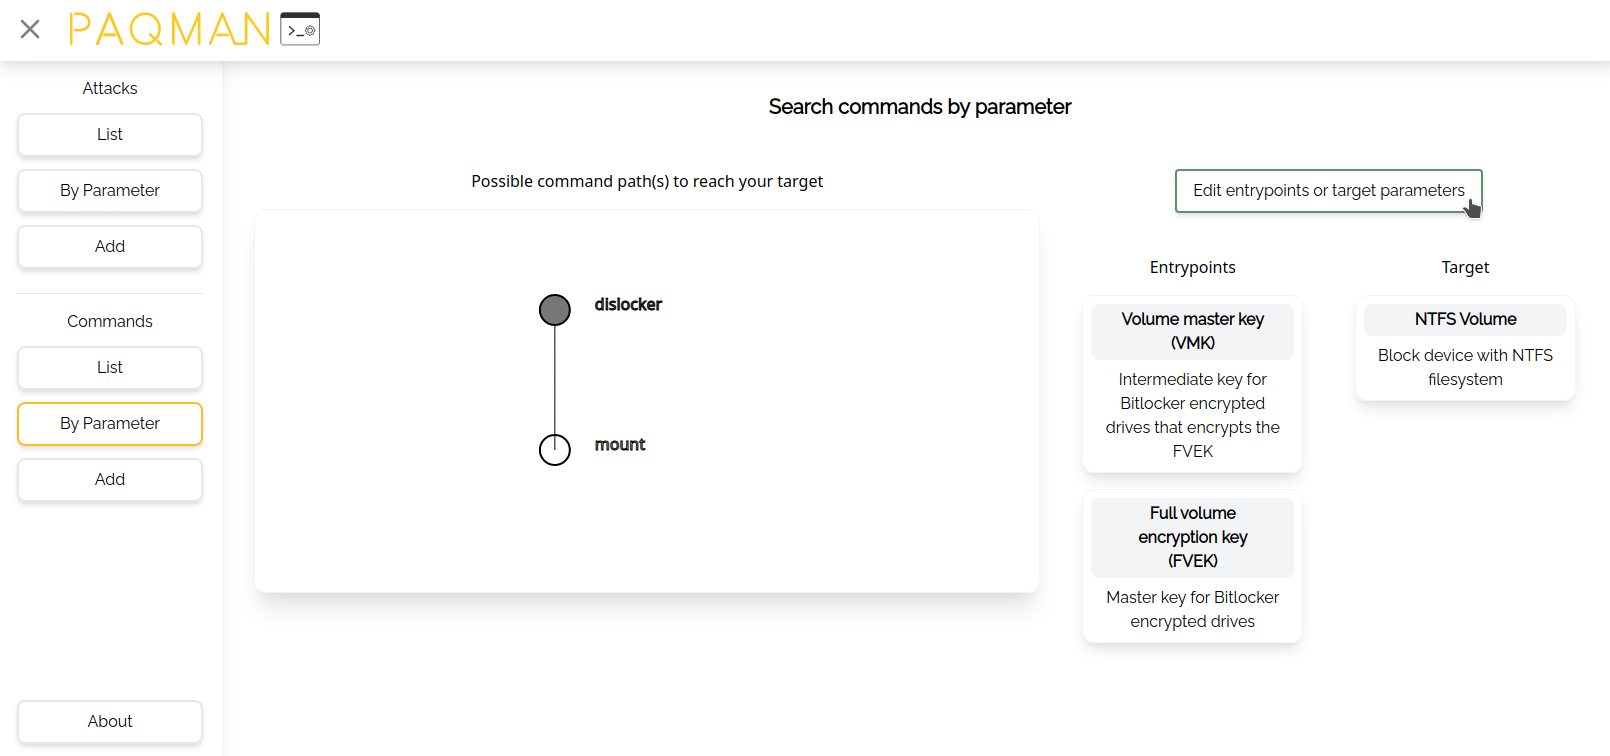 PAQMAN
>_
Attacks
List
By Parameter
Add
Commands
List
By Parameter
Add
About
Search commands by parameter
Possible command path(s) to reach your target
dislocker
mount
Edit entrypoints or target parameters
Entrypoints
Volume master key
(VMK)
Intermediate key for
Bitlocker encrypted
drives that encrypts the
FVEK
Full volume
encryption key
(FVEK)
Master key for Bitlocker
encrypted drives
Target
NTFS Volume
Block device with NTFS
filesystem